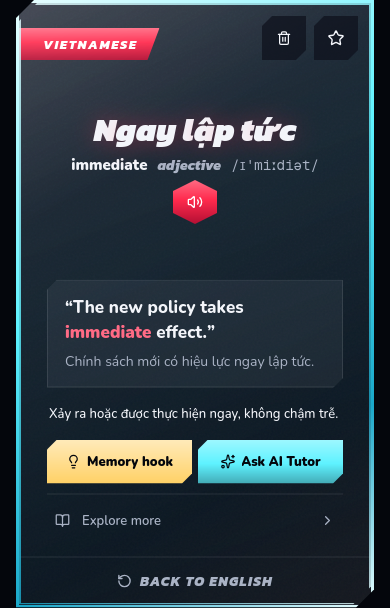 VIETNAMESE
Ngay lập tức
immediate adjective /ɪˈmiːdiət/
“The new policy takes
immediate effect.”
Chính sách mới có hiệu lực ngay lập tức.
Xảy ra hoặc được thực hiện ngay, không chậm trễ.
Memory hook
Ask AI Tutor
Explore more
BACK TO ENGLISH